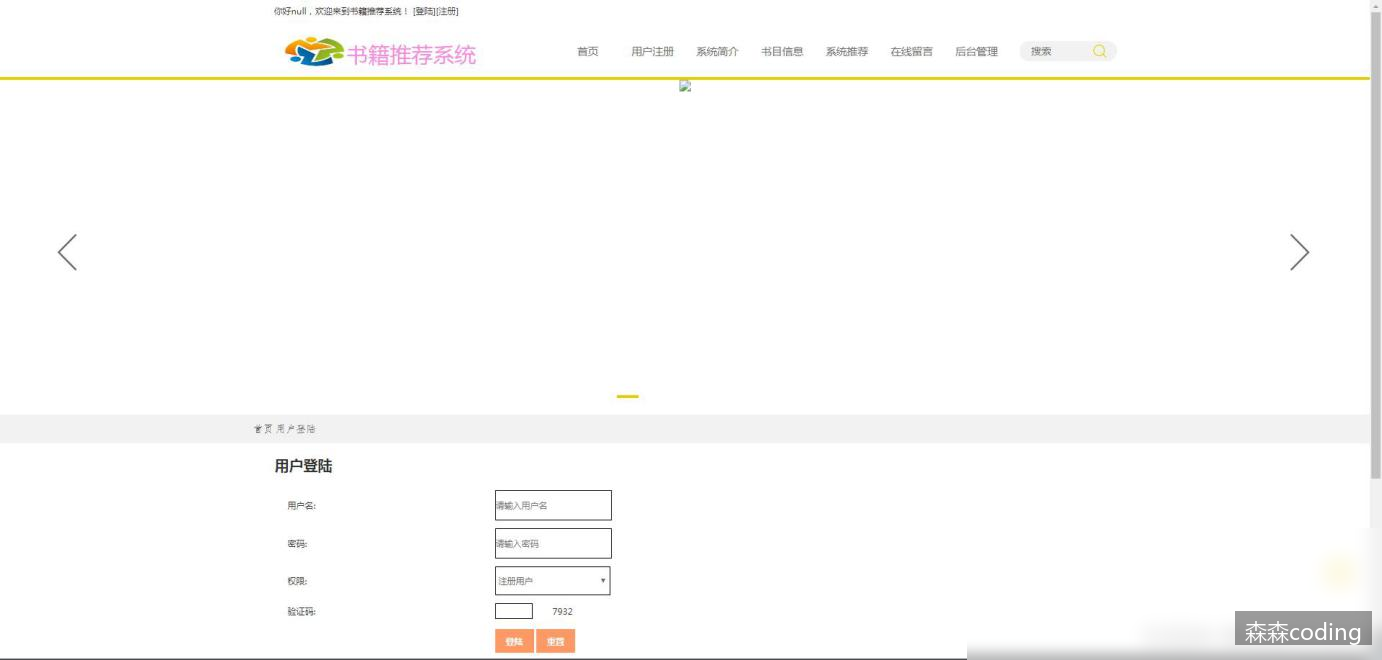 你好null，欢迎来到书籍推荐系统！ [登陆][注册]
书籍推荐系统
首页 用户注册 系统简介 书目信息 系统推荐 在线留言 后台管理 搜索
首页 用户登陆
用户登陆
用户名: 请输入用户名
密码: 请输入密码
权限: 注册用户
验证码: 7932
登陆 重置
森森coding